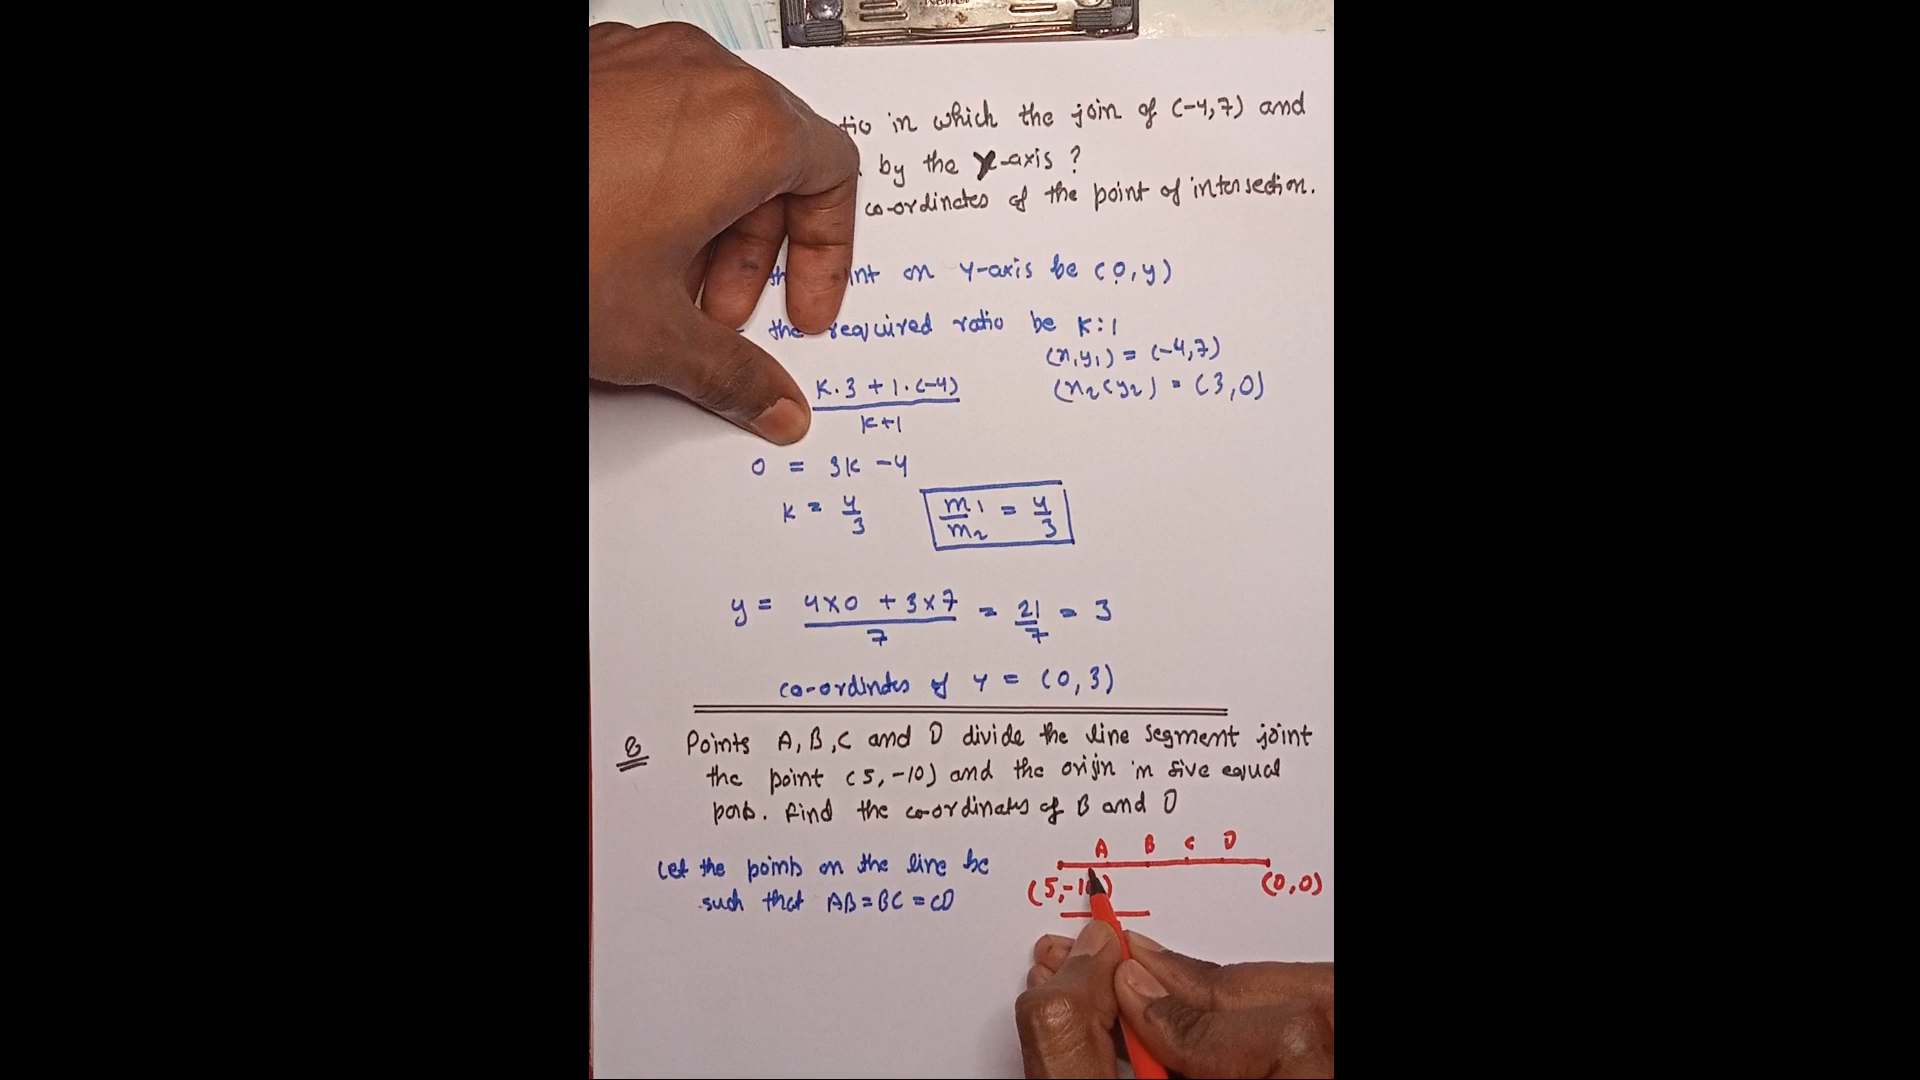 in which the join of (-4,7) and
by the Y-axis ?
co-ordinates of the point of intersection.
on Y-axis be (0,y)
the required ratio be K:1
(x,y1) = (-4,7)
(x2,y2) = (3,0)
K.3 + 1.(-4)
K+1
0 = 3K -4
K = 4/3 m1/m2 = 4/3
y = 4x0 + 3x7 / 7 = 21/7 = 3
co-ordintes of Y = (0,3)
Q Points A, B, C and D divide the line segment joint
the point (5,-10) and the origin in five equal
parts. Find the co-ordinates of B and D
Let the points on the line be
such that AB=BC=CD
A B C D
(5,-10) (0,0)